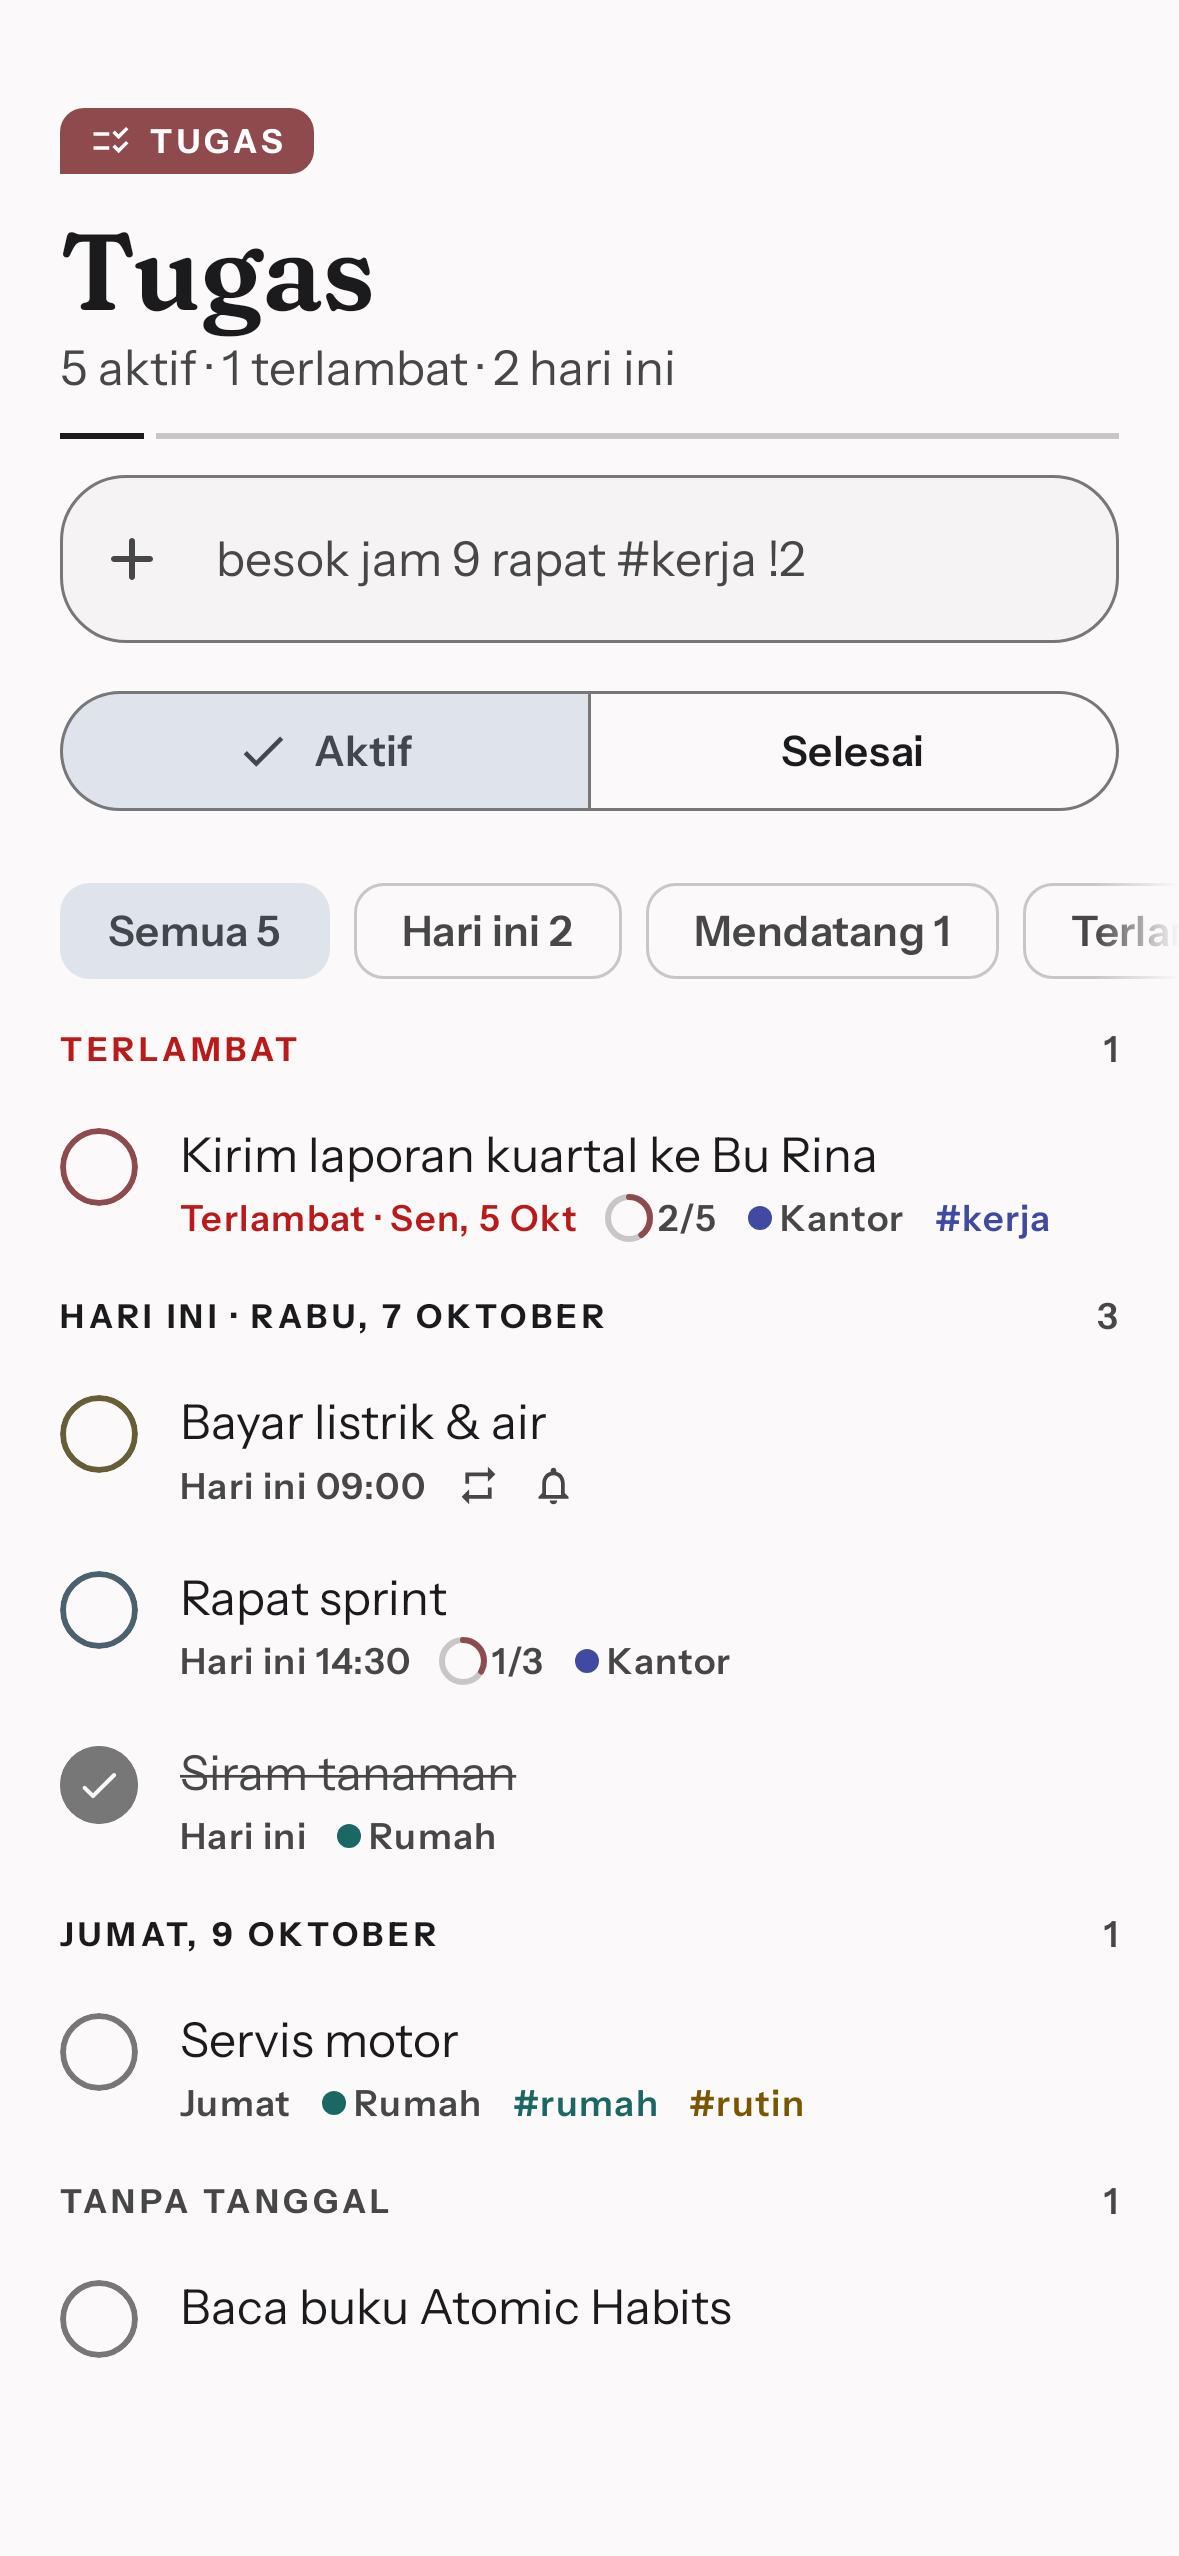 TUGAS
Tugas
5 aktif · 1 terlambat · 2 hari ini
besok jam 9 rapat #kerja !2
Aktif
Selesai
Semua 5
Hari ini 2
Mendatang 1
TERLAMBAT 1
Kirim laporan kuartal ke Bu Rina
Terlambat · Sen, 5 Okt 2/5 Kantor #kerja
HARI INI · RABU, 7 OKTOBER 3
Bayar listrik & air
Hari ini 09:00
Rapat sprint
Hari ini 14:30 1/3 Kantor
Siram tanaman
Hari ini Rumah
JUMAT, 9 OKTOBER 1
Servis motor
Jumat Rumah #rumah #rutin
TANPA TANGGAL 1
Baca buku Atomic Habits